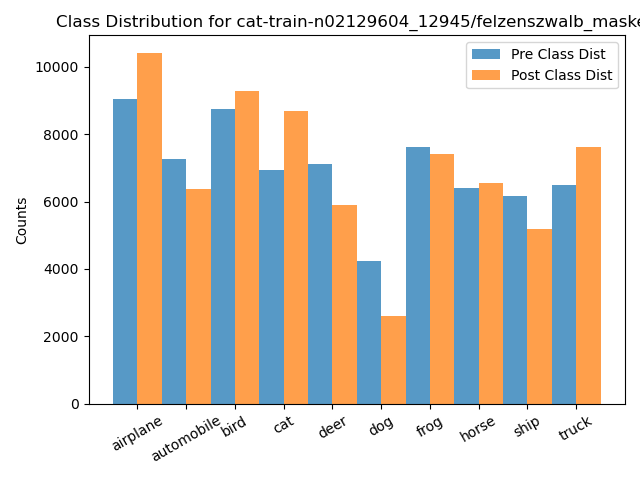 Class Distribution for cat-train-n02129604_12945/felzenszwalb_maske
Pre Class Dist
Post Class Dist
10000
8000
6000
4000
2000
0
Counts
airplane
automobile
bird
cat
deer
dog
frog
horse
ship
truck